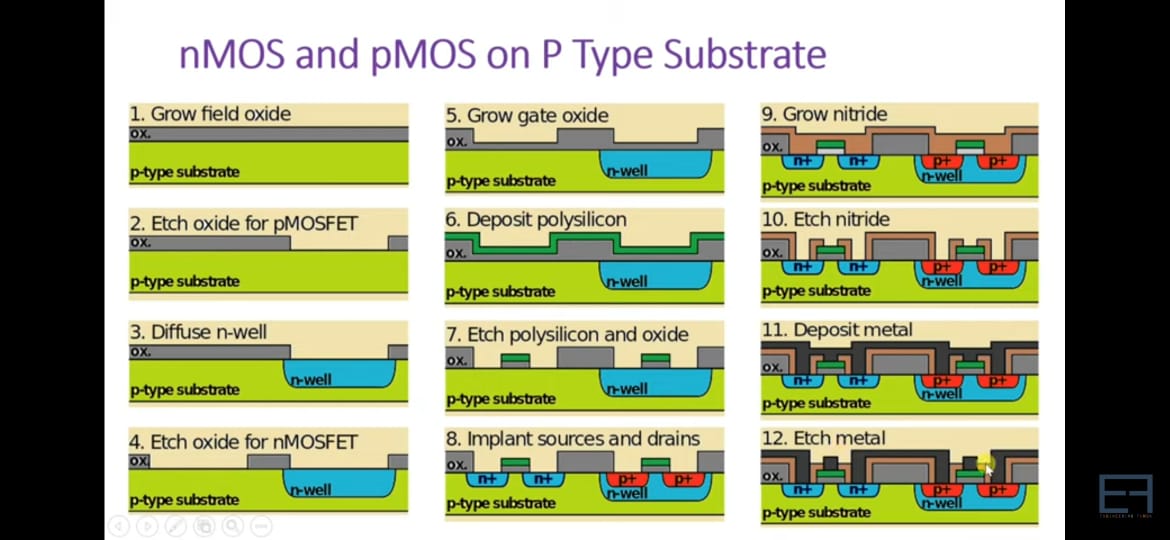 nMOS and pMOS on P Type Substrate
1. Grow field oxide
ox.
p-type substrate
2. Etch oxide for pMOSFET
ox.
p-type substrate
3. Diffuse n-well
ox.
n-well
p-type substrate
4. Etch oxide for nMOSFET
ox.
n-well
p-type substrate
5. Grow gate oxide
ox.
n-well
p-type substrate
6. Deposit polysilicon
ox.
n-well
p-type substrate
7. Etch polysilicon and oxide
ox.
n-well
p-type substrate
8. Implant sources and drains
ox.
n+ n+ p+ p+
n-well
p-type substrate
9. Grow nitride
ox.
n+ n+ p+ p+
n-well
p-type substrate
10. Etch nitride
ox.
n+ n+ p+ p+
n-well
p-type substrate
11. Deposit metal
ox.
n+ n+ p+ p+
n-well
p-type substrate
12. Etch metal
ox.
n+ n+ p+ p+
n-well
p-type substrate